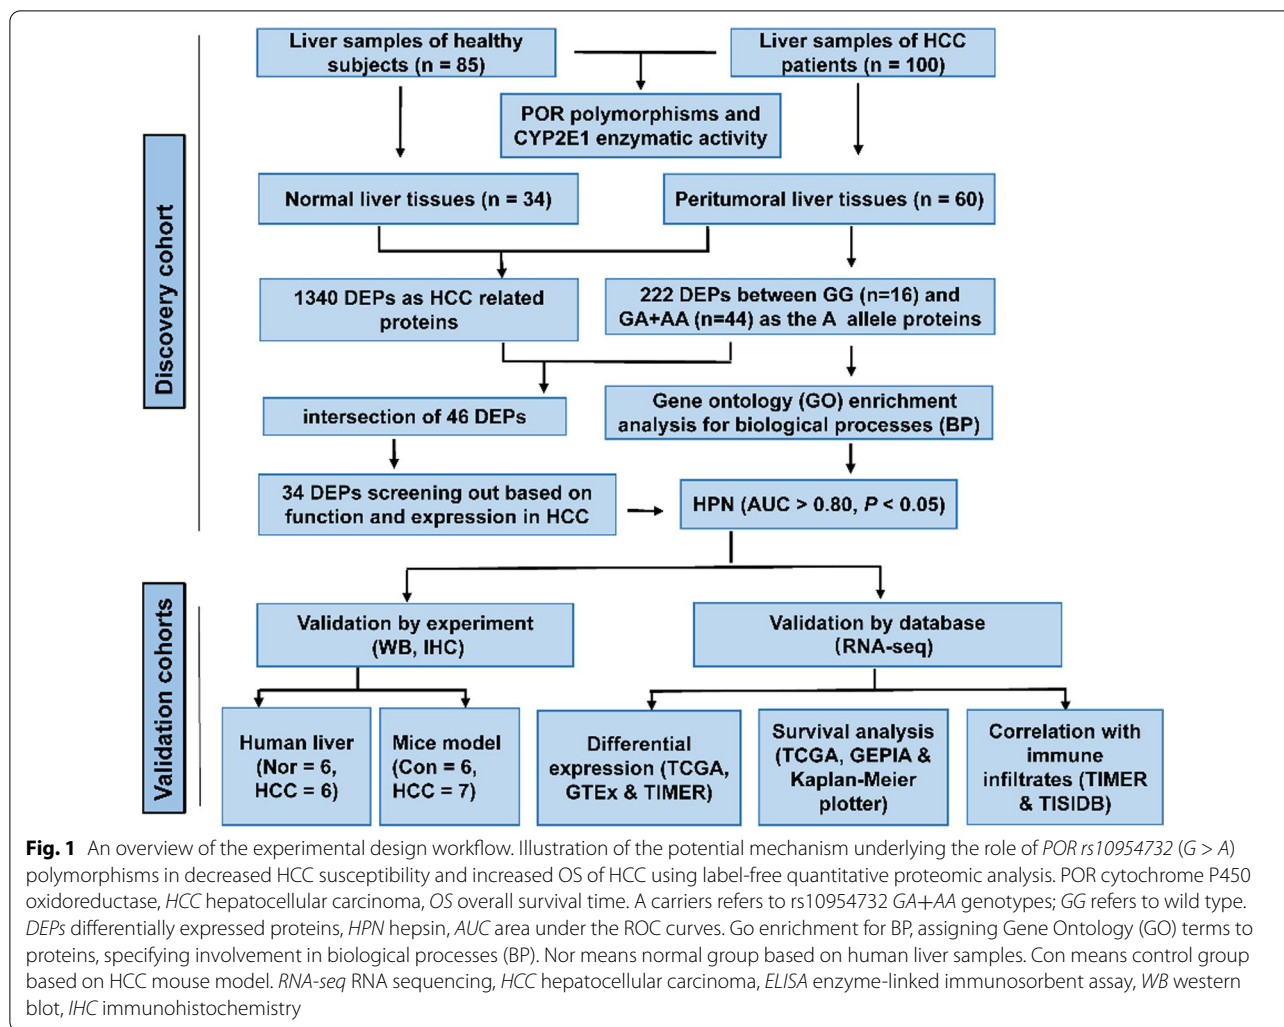 Discovery cohort
Liver samples of healthy
subjects (n = 85)
Liver samples of HCC
patients (n = 100)
POR polymorphisms and
CYP2E1 enzymatic activity
Normal liver tissues (n = 34)
Peritumoral liver tissues (n = 60)
1340 DEPs as HCC related
proteins
222 DEPs between GG (n=16) and
GA+AA (n=44) as the A allele proteins
intersection of 46 DEPs
Gene ontology (GO) enrichment
analysis for biological processes (BP)
34 DEPs screening out based on
function and expression in HCC
HPN (AUC > 0.80, P < 0.05)
Validation cohorts
Validation by experiment
(WB, IHC)
Validation by database
(RNA-seq)
Human liver
(Nor = 6,
HCC = 6)
Mice model
(Con = 6,
HCC = 7)
Differential
expression (TCGA,
GTEx & TIMER)
Survival analysis
(TCGA, GEPIA &
Kaplan-Meier
plotter)
Correlation with
immune
infiltrates (TIMER
& TISIDB)
Fig. 1 An overview of the experimental design workflow. Illustration of the potential mechanism underlying the role of POR rs10954732 (G > A)
polymorphisms in decreased HCC susceptibility and increased OS of HCC using label-free quantitative proteomic analysis. POR cytochrome P450
oxidoreductase, HCC hepatocellular carcinoma, OS overall survival time. A carriers refers to rs10954732 GA+AA genotypes; GG refers to wild type.
DEPs differentially expressed proteins, HPN hepsin, AUC area under the ROC curves. Go enrichment for BP, assigning Gene Ontology (GO) terms to
proteins, specifying involvement in biological processes (BP). Nor means normal group based on human liver samples. Con means control group
based on HCC mouse model. RNA-seq RNA sequencing, HCC hepatocellular carcinoma, ELISA enzyme-linked immunosorbent assay, WB western
blot, IHC immunohistochemistry